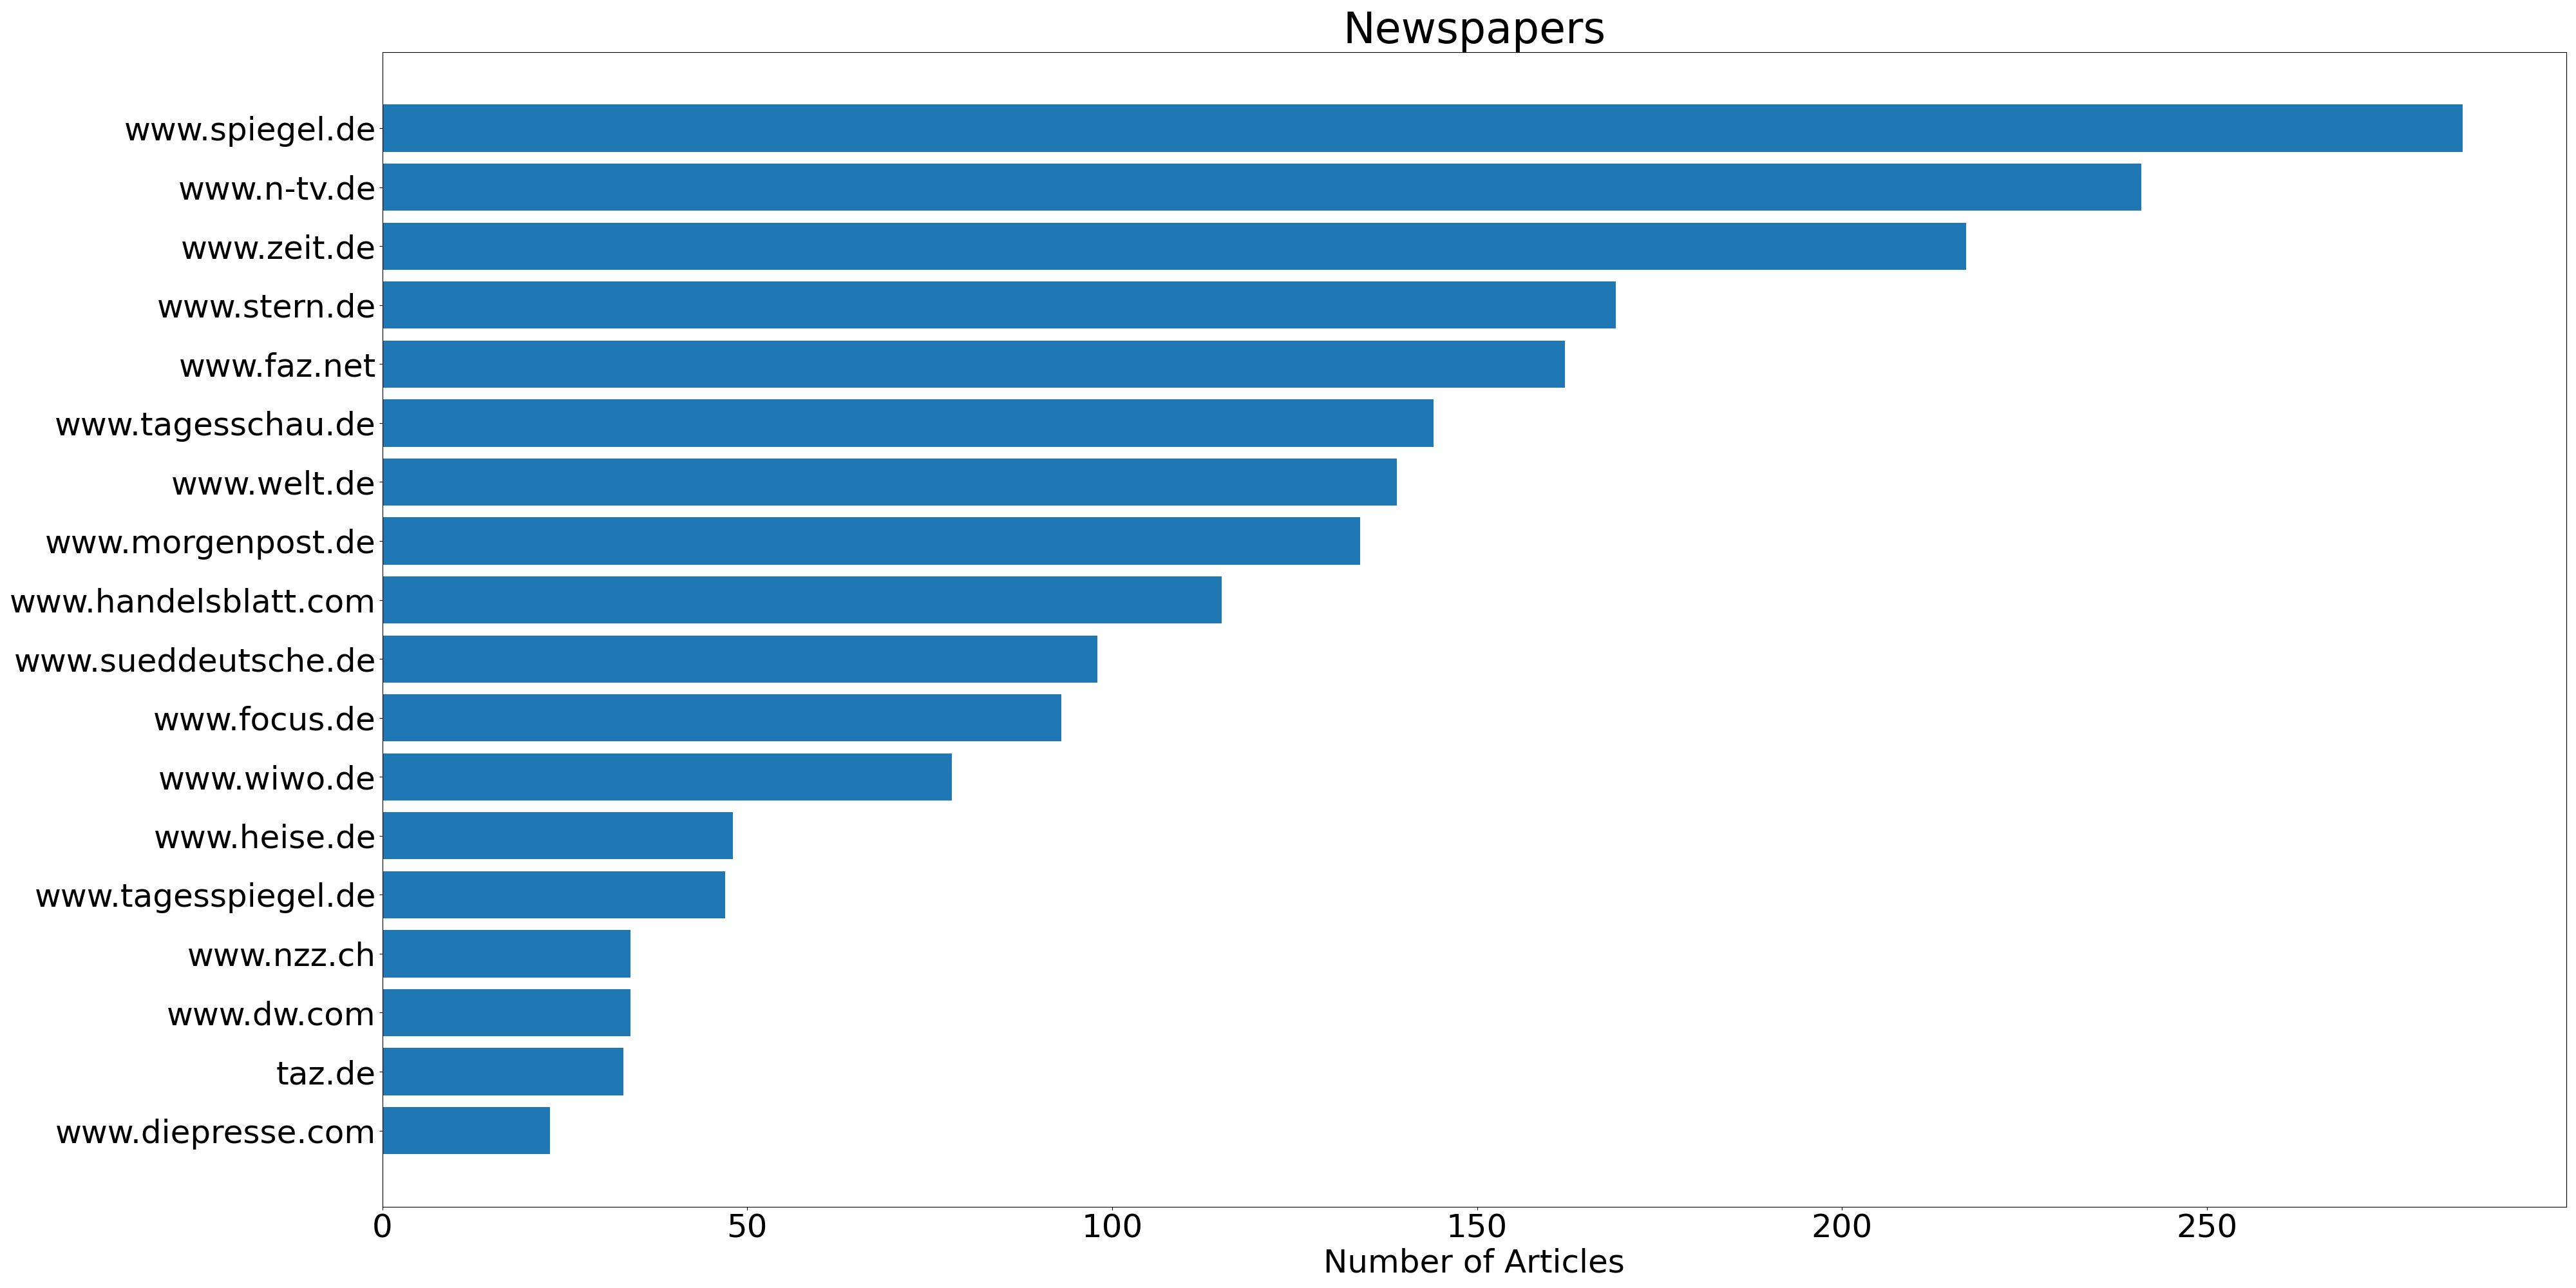 Newspapers
www.spiegel.de
www.n-tv.de
www.zeit.de
www.stern.de
www.faz.net
www.tagesschau.de
www.welt.de
www.morgenpost.de
www.handelsblatt.com
www.sueddeutsche.de
www.focus.de
www.wiwo.de
www.heise.de
www.tagesspiegel.de
www.nzz.ch
www.dw.com
taz.de
www.diepresse.com
0 50 100 150 200 250
Number of Articles